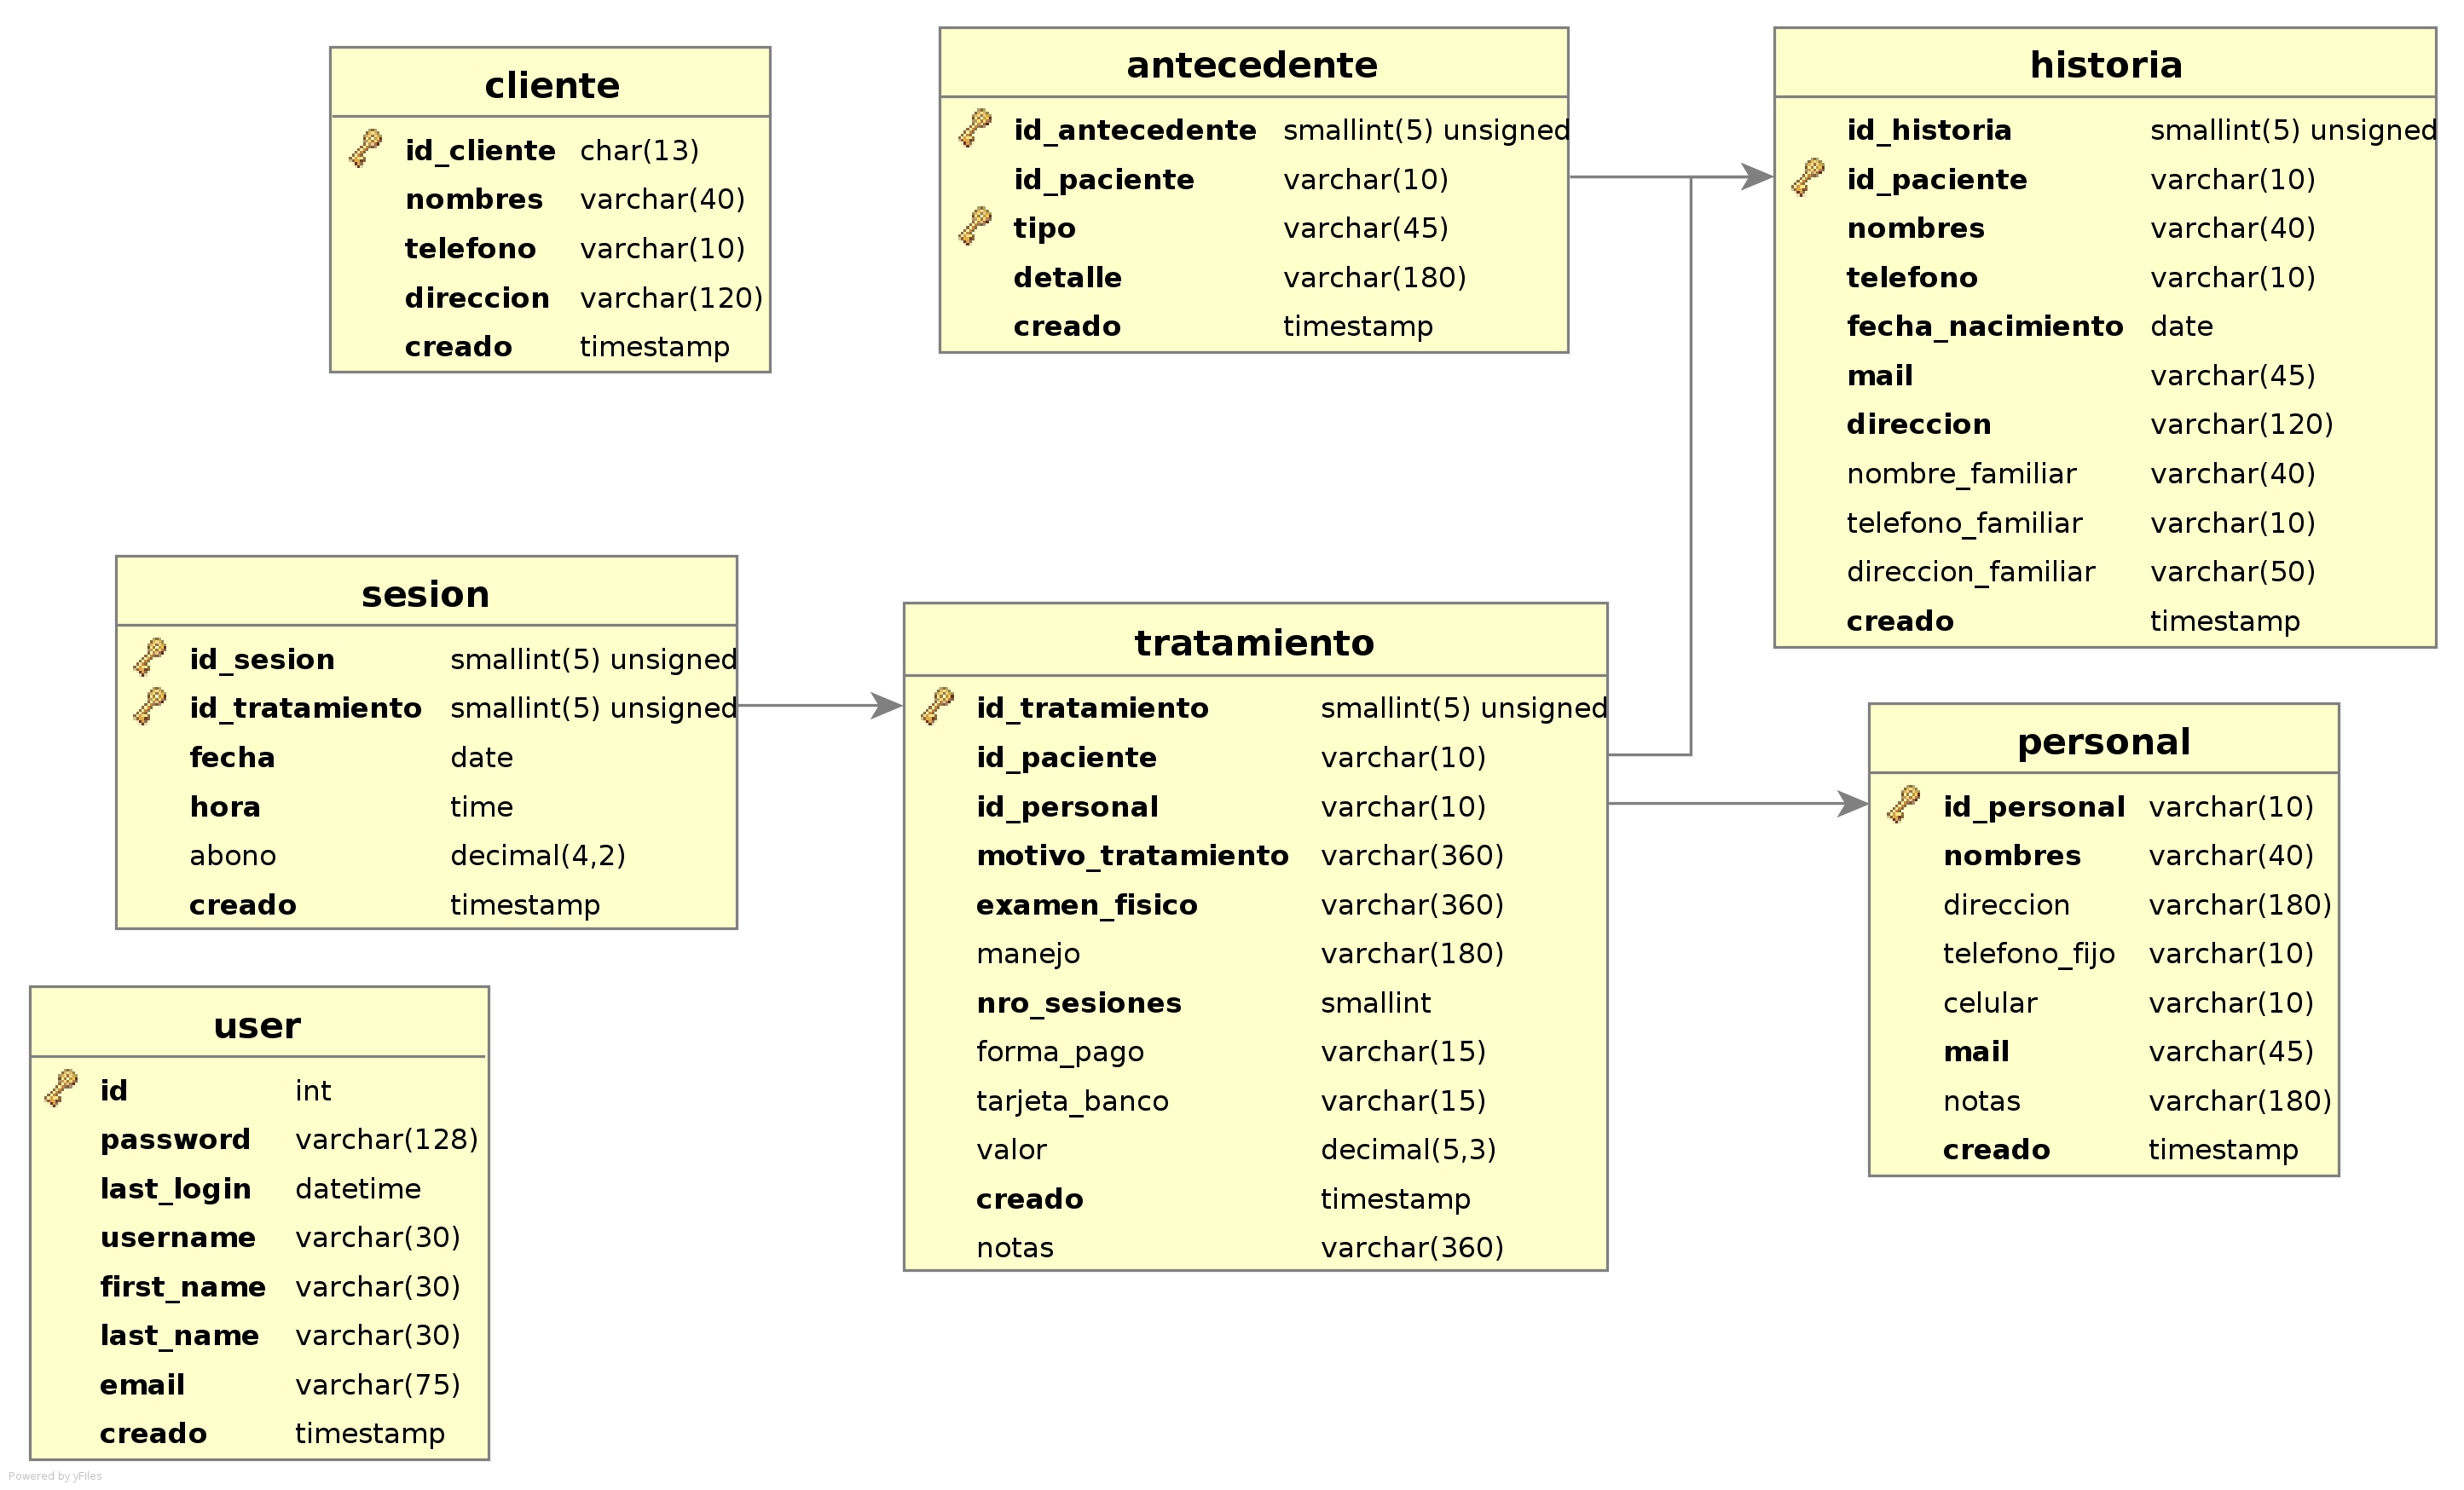 cliente
id_cliente char(13)
nombres varchar(40)
telefono varchar(10)
direccion varchar(120)
creado timestamp
antecedente
id_antecedente smallint(5) unsigned
id_paciente varchar(10)
tipo varchar(45)
detalle varchar(180)
creado timestamp
historia
id_historia smallint(5) unsigned
id_paciente varchar(10)
nombres varchar(40)
telefono varchar(10)
fecha_nacimiento date
mail varchar(45)
direccion varchar(120)
nombre_familiar varchar(40)
telefono_familiar varchar(10)
direccion_familiar varchar(50)
creado timestamp
sesion
id_sesion smallint(5) unsigned
id_tratamiento smallint(5) unsigned
fecha date
hora time
abono decimal(4,2)
creado timestamp
tratamiento
id_tratamiento smallint(5) unsigned
id_paciente varchar(10)
id_personal varchar(10)
motivo_tratamiento varchar(360)
examen_fisico varchar(360)
manejo varchar(180)
nro_sesiones smallint
forma_pago varchar(15)
tarjeta_banco varchar(15)
valor decimal(5,3)
creado timestamp
notas varchar(360)
personal
id_personal varchar(10)
nombres varchar(40)
direccion varchar(180)
telefono_fijo varchar(10)
celular varchar(10)
mail varchar(45)
notas varchar(180)
creado timestamp
user
id int
password varchar(128)
last_login datetime
username varchar(30)
first_name varchar(30)
last_name varchar(30)
email varchar(75)
creado timestamp
Powered by yFiles